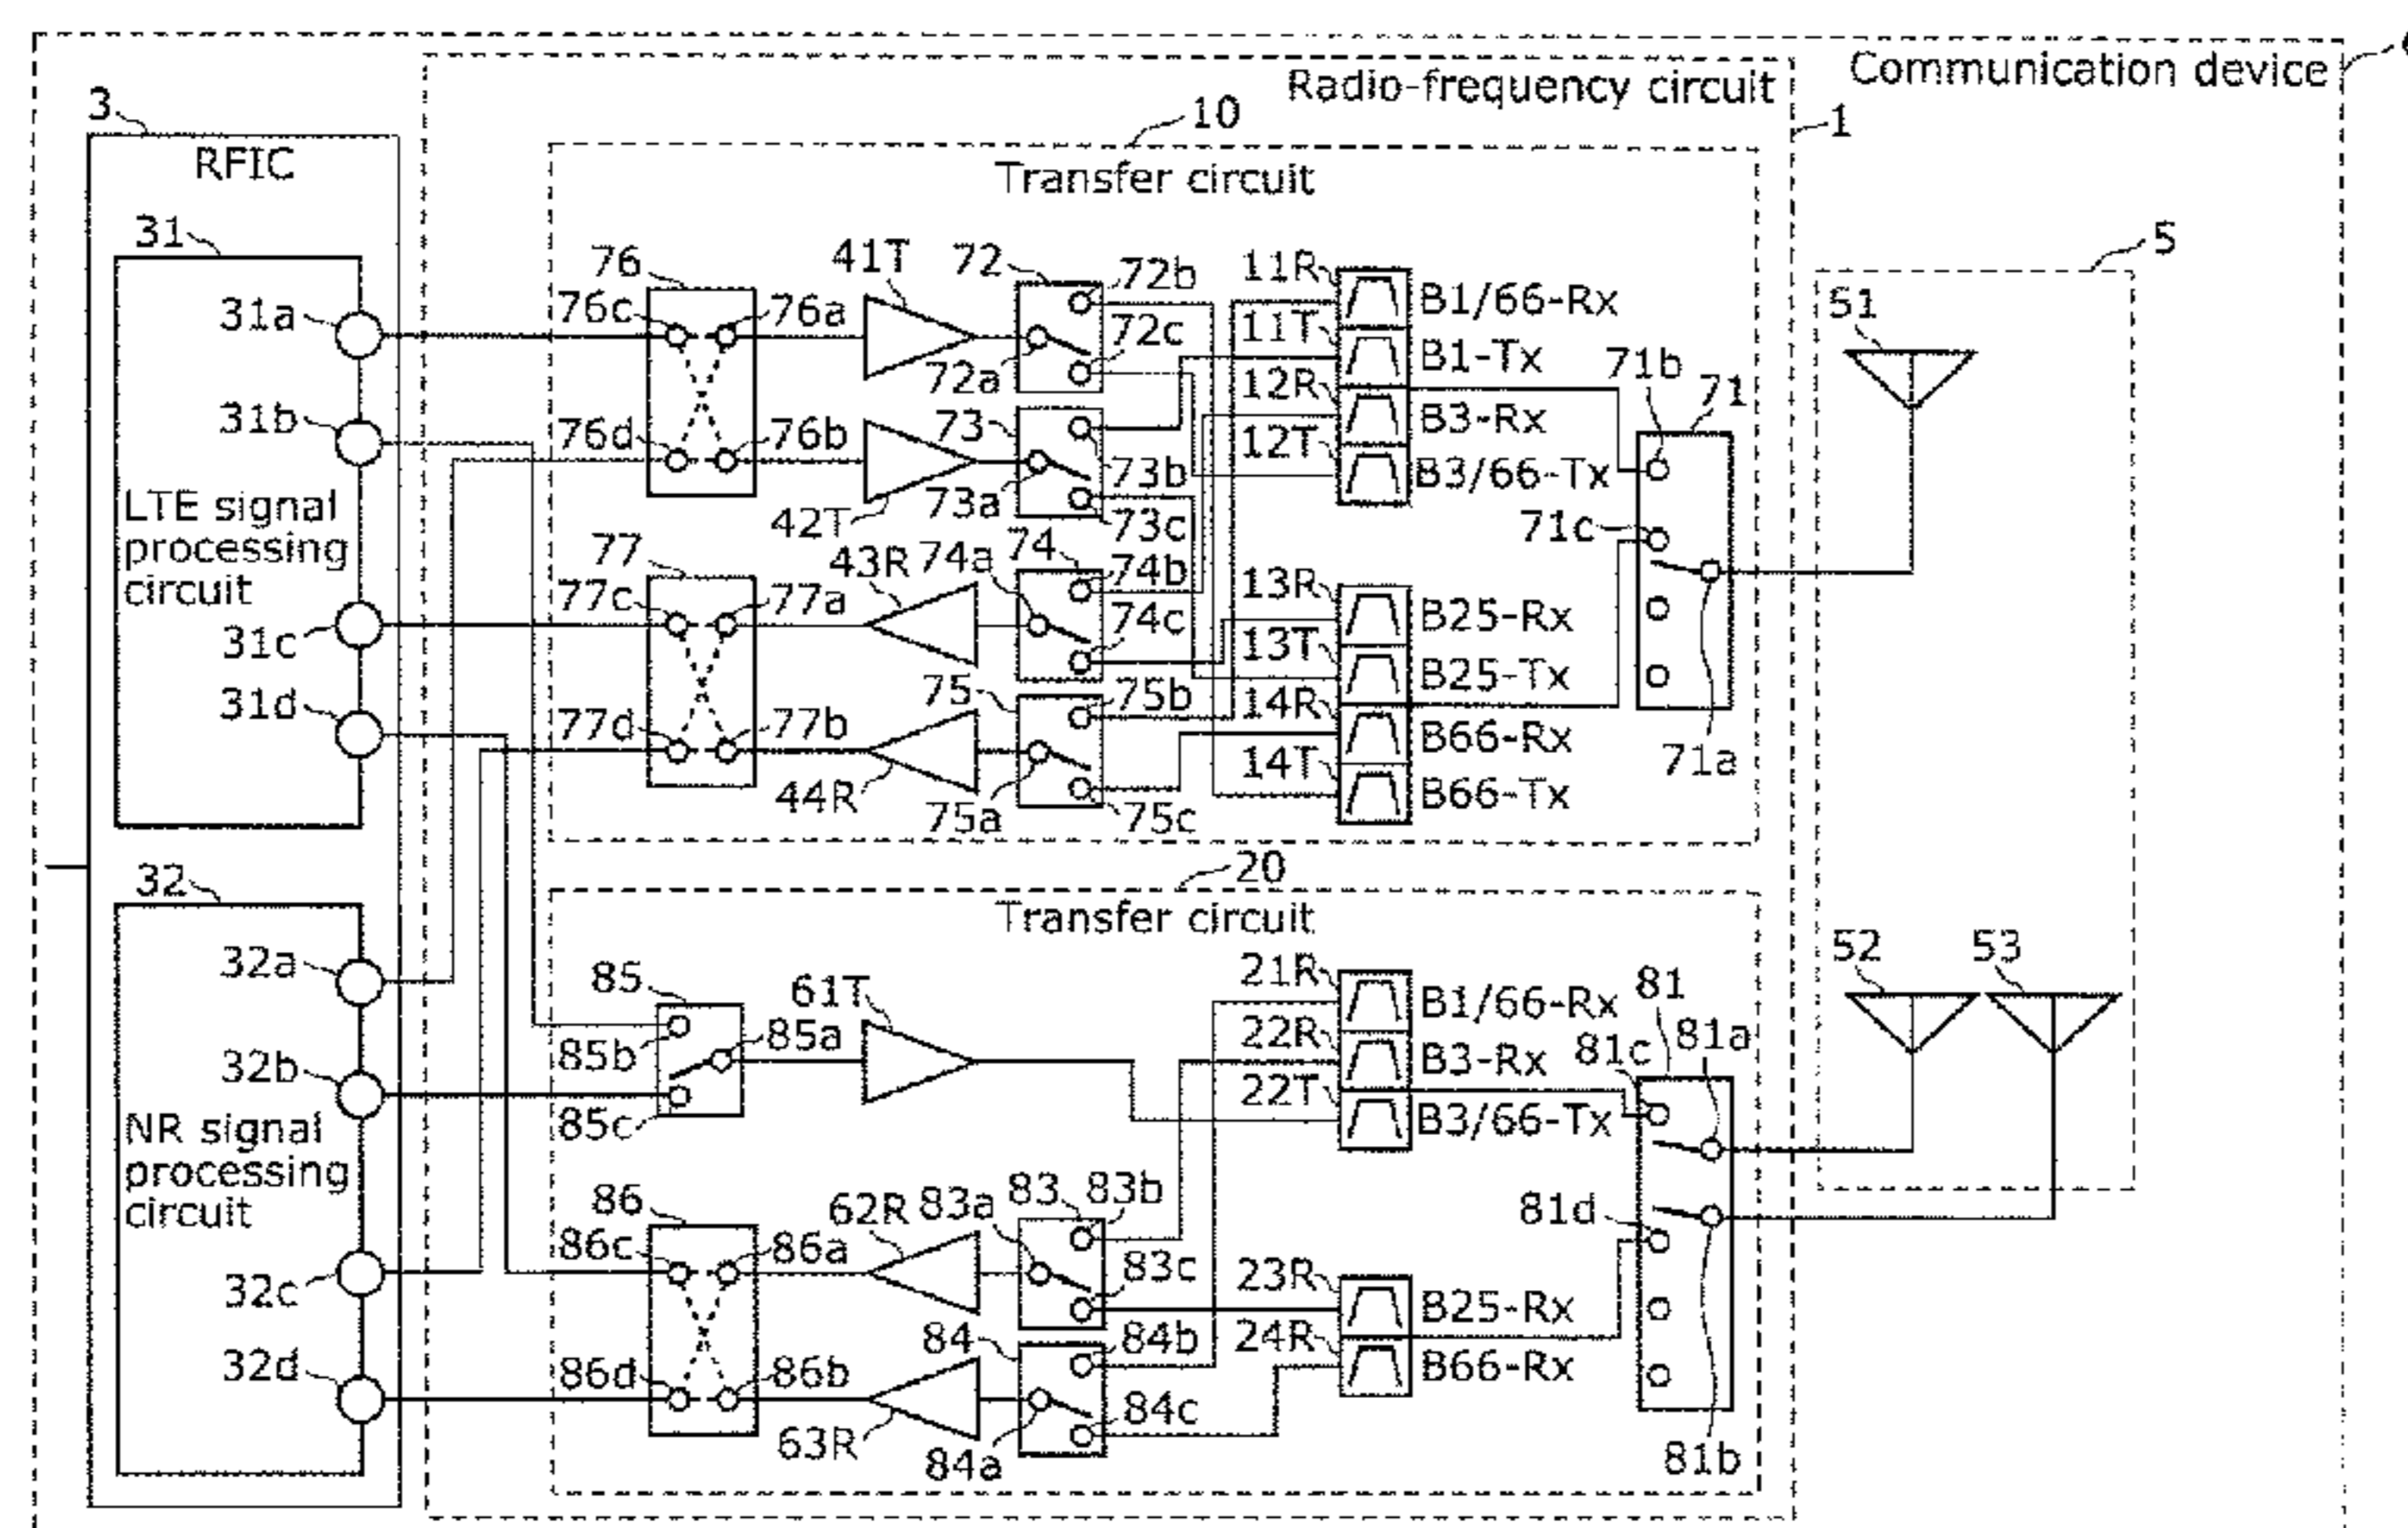 Communication device
Radio-frequency circuit
1
3
RFIC
10
Transfer circuit
5
31
31a
31b
LTE signal
processing
circuit
31c
31d
76
76c
76a
76d
76b
41T
42T
72
72b
72c
72a
73
73b
73a
73c
77
77c
77a
77d
77b
43R
44R
74a
74
74b
74c
75
75b
75a
75c
11R
B1/66-Rx
11T
B1-Tx
12R
B3-Rx
12T
B3/66-Tx
13R
B25-Rx
13T
B25-Tx
14R
B66-Rx
14T
B66-Tx
71b
71
71c
71a
51
32
32a
32b
NR signal
processing
circuit
32c
32d
20
Transfer circuit
85
85b
85a
85c
61T
86
86c
86a
86d
86b
62R
63R
83a
83
83b
83c
84
84b
84c
84a
21R
B1/66-Rx
22R
B3-Rx
22T
B3/66-Tx
23R
B25-Rx
24R
B66-Rx
81
81c
81a
81d
81b
52
53